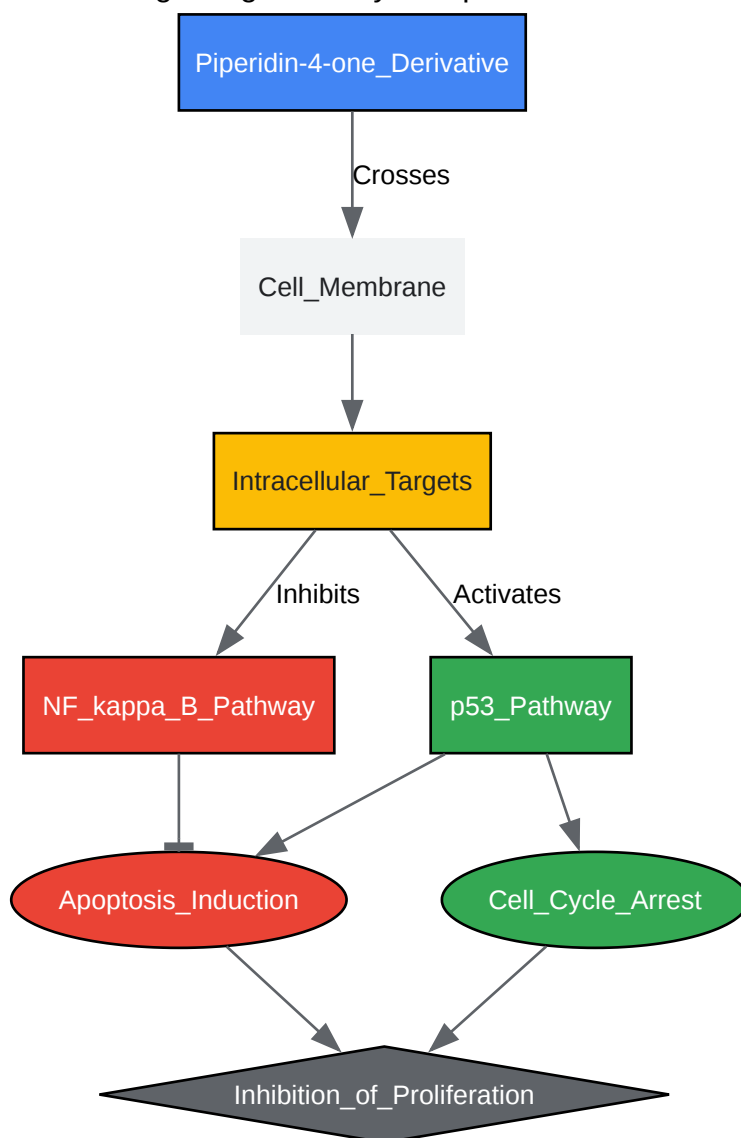 Piperidin-4-one_Derivative
Crosses
Cell_Membrane
Intracellular_Targets
Inhibits Activates
NF_kappa_B_Pathway p53_Pathway
Apoptosis_Induction Cell_Cycle_Arrest
Inhibition_of_Proliferation